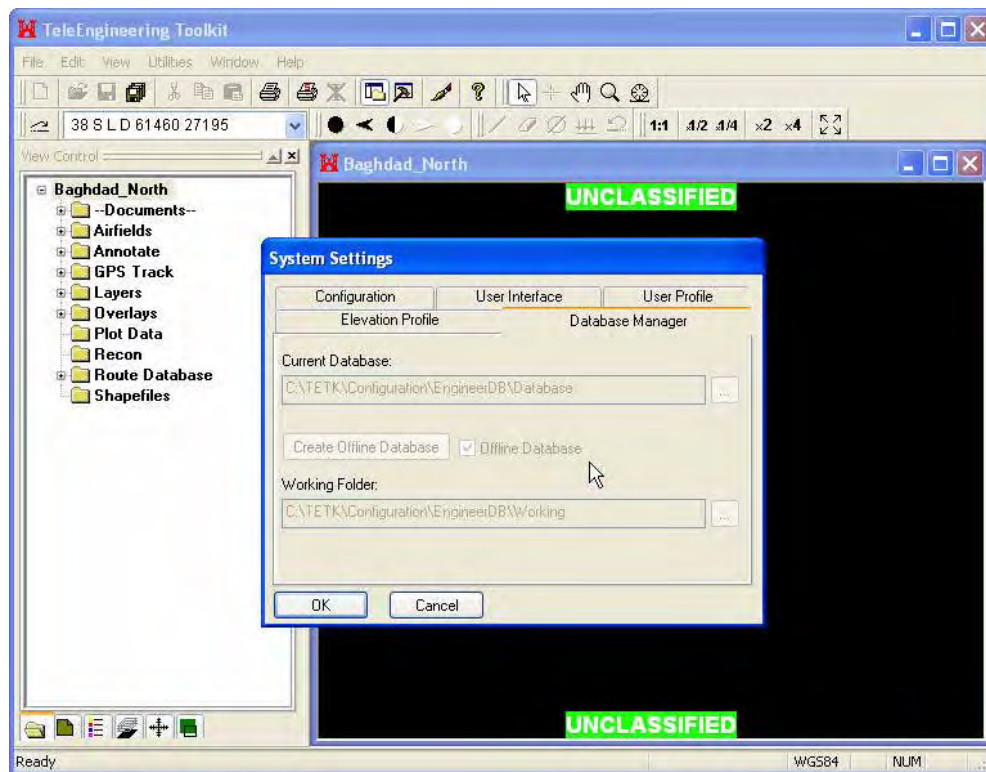 TeleEngineering Toolkit
File Edit View Utilities Window Help
38 S L D 61460 27195
1:1 1/2 1/4 x2 x4
View Control
Baghdad_North
--Documents--
Airfields
Annotate
GPS Track
Layers
Overlays
Plot Data
Recon
Route Database
Shapefiles
Baghdad_North
UNCLASSIFIED
System Settings
Configuration User Interface User Profile
Elevation Profile Database Manager
Current Database:
C:\TETK\Configuration\EngineerDB\Database
...
Create Offline Database Offline Database
Working Folder:
C:\TETK\Configuration\EngineerDB\Working
...
OK Cancel
UNCLASSIFIED
Ready WGS84 NUM